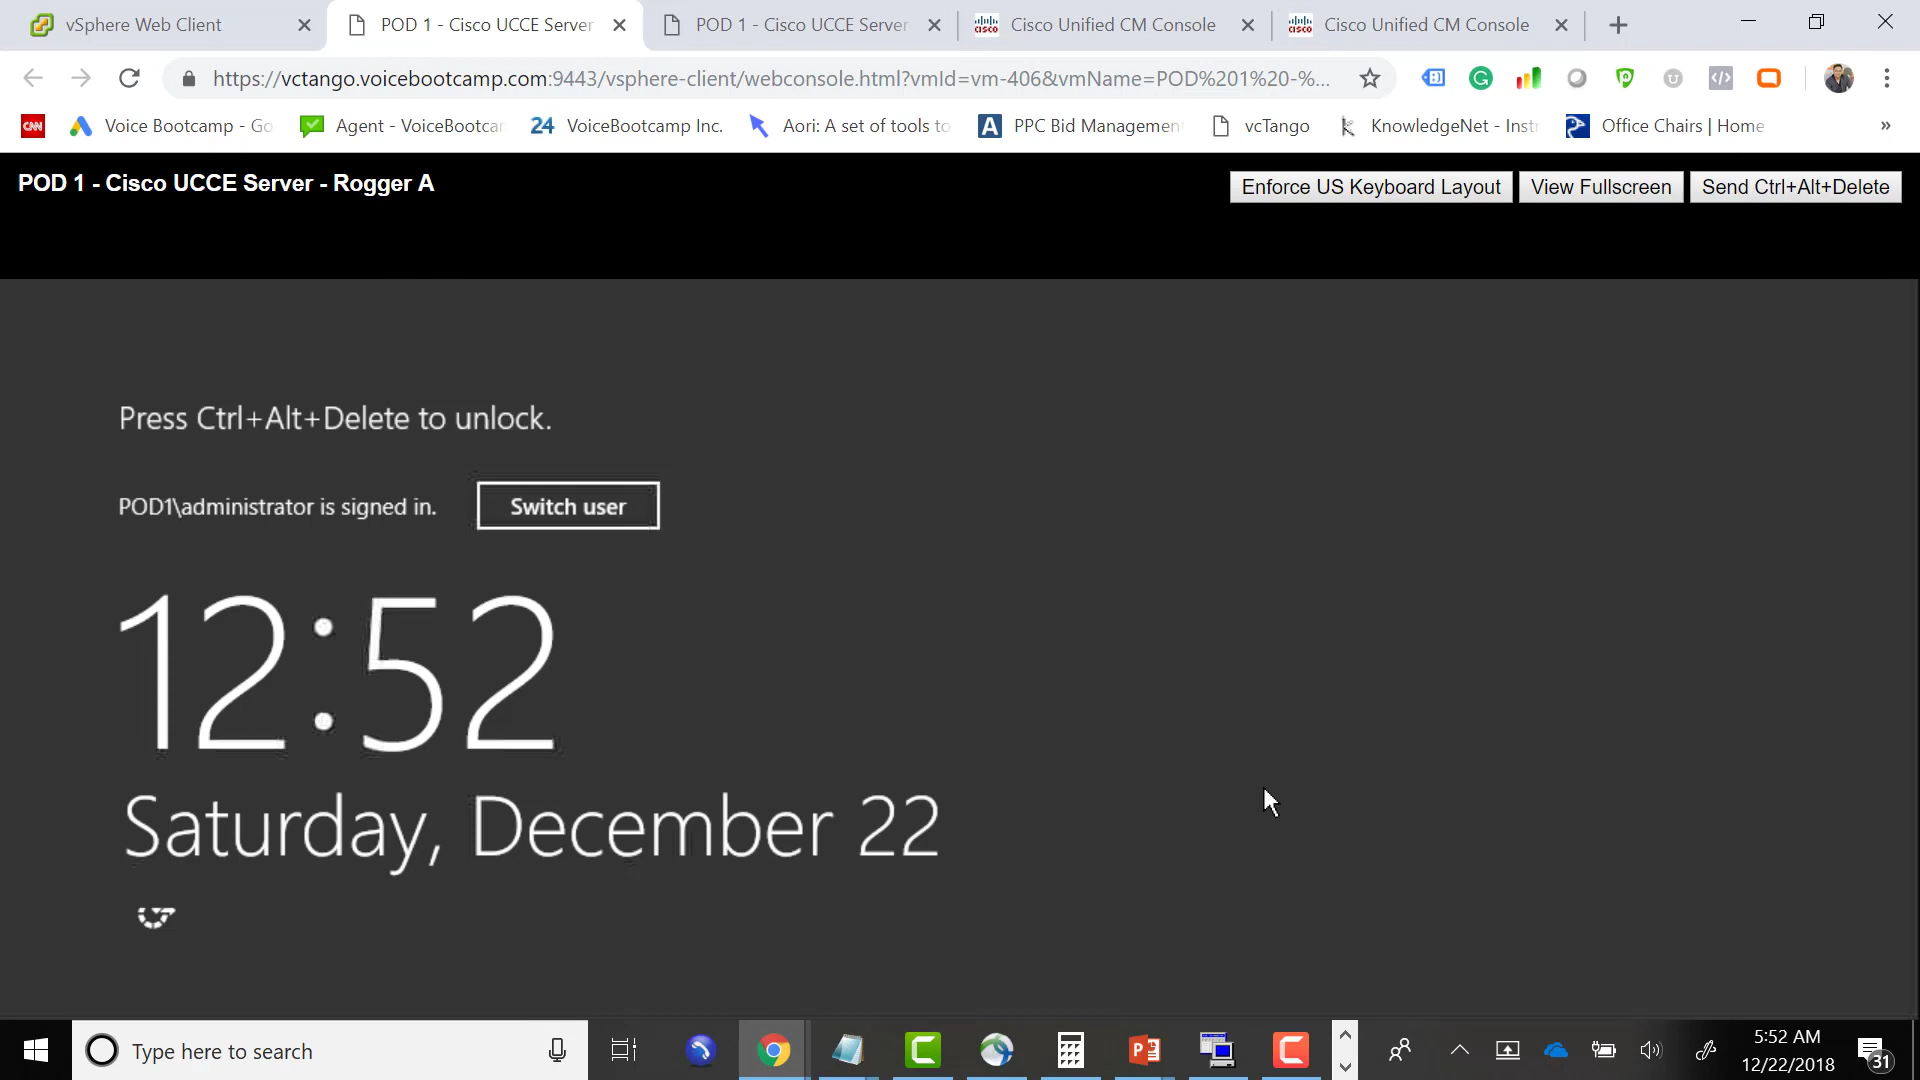 vSphere Web Client
POD 1 - Cisco UCCE Server
POD 1 - Cisco UCCE Server
Cisco Unified CM Console
Cisco Unified CM Console
https://vctango.voicebootcamp.com:9443/vsphere-client/webconsole.html?vmId=vm-406&vmName=POD%201%20-%...
CNN
Voice Bootcamp - Go
Agent - VoiceBootcar
24 VoiceBootcamp Inc.
Aori: A set of tools to
A PPC Bid Management
vcTango
KnowledgeNet - Inst
Office Chairs | Home
»
POD 1 - Cisco UCCE Server - Rogger A
Enforce US Keyboard Layout
View Fullscreen
Send Ctrl+Alt+Delete
Press Ctrl+Alt+Delete to unlock.
POD1\administrator is signed in.
Switch user
12:52
Saturday, December 22
Type here to search
5:52 AM
12/22/2018
31